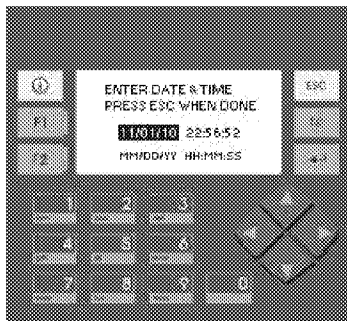 ESC
ENTER DATE & TIME
PRESS ESC WHEN DONE
F1
11/01/10 22:56:52
F2
MM/DD/YY HH:MM:SS
1 2 3
4 5 6
7 8 9 0